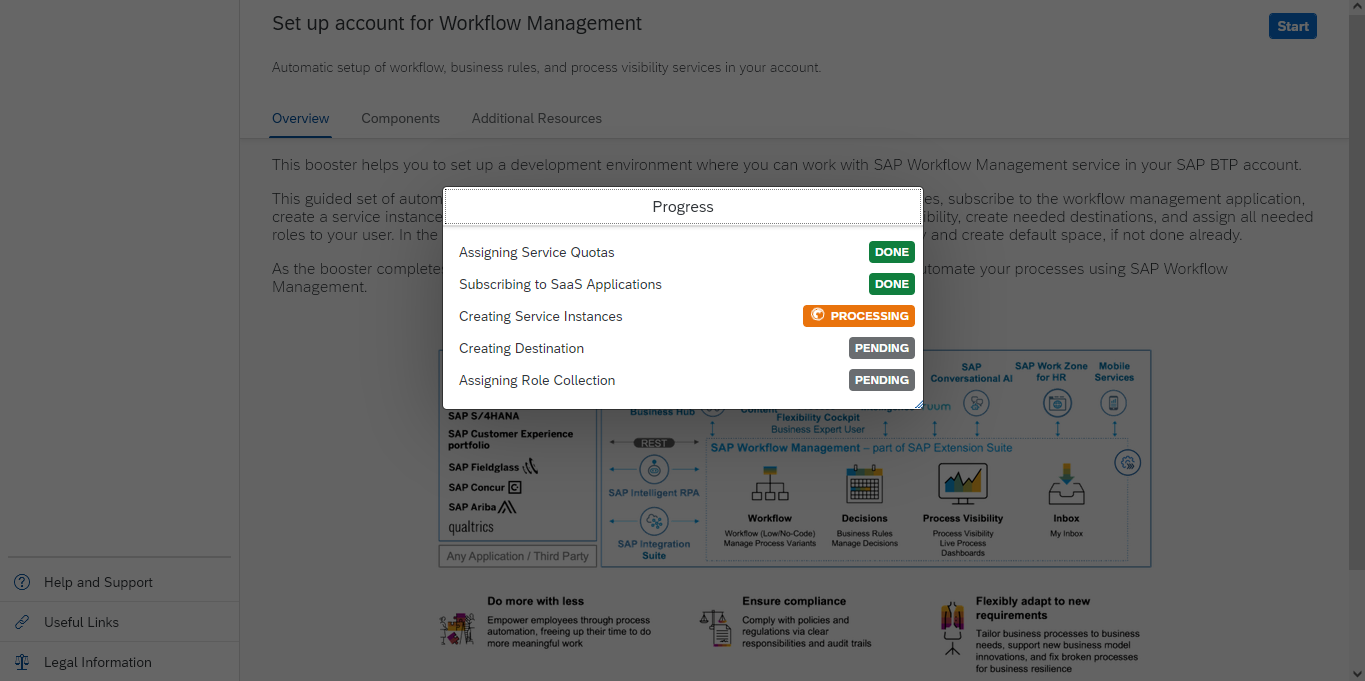 Set up account for Workflow Management
Start
Automatic setup of workflow, business rules, and process visibility services in your account.
Overview
Components
Additional Resources
This booster helps you to set up a development environment where you can work with SAP Workflow Management service in your SAP BTP account.
This guided set of autom
es, subscribe to the workflow management application,
create a service instance
ibility, create needed destinations, and assign all needed
roles to your user. In the
and create default space, if not done already.
As the booster completes
utomate your processes using SAP Workflow
Management.
Progress
Assigning Service Quotas
DONE
Subscribing to SaaS Applications
DONE
Creating Service Instances
PROCESSING
Creating Destination
PENDING
Assigning Role Collection
PENDING
SAP
Conversational AI
SAP Work Zone
for HR
Mobile
Services
SAP S/4HANA
SAP Customer Experience
portfolio
SAP Fieldglass
SAP Concur
SAP Ariba
qualtrics
Any Application / Third Party
Business Hub
Content
Flexibility Cockpit
Business Expert User
REST
SAP Intelligent RPA
SAP Integration
Suite
SAP Workflow Management – part of SAP Extension Suite
Workflow
Workflow (Low/No-Code)
Manage Process Variants
Decisions
Business Rules
Manage Decisions
Process Visibility
Process Visibility
Live Process
Dashboards
Inbox
My Inbox
Do more with less
Empower employees through process
automation, freeing up their time to do
more meaningful work
Ensure compliance
Comply with policies and
regulations via clear
responsibilities and audit trails
Flexibly adapt to new
requirements
Tailor business processes to business
needs, support new business model
innovations, and fix broken processes
for business resilience
Help and Support
Useful Links
Legal Information